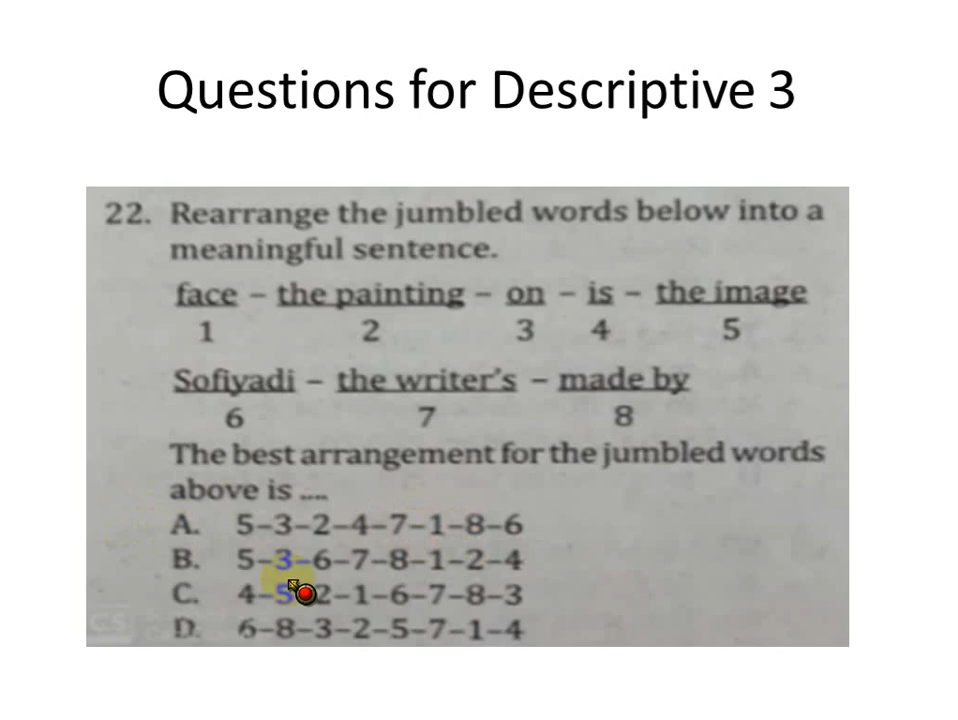 Questions for Descriptive 3
22. Rearrange the jumbled words below into a
meaningful sentence.
face – the painting – on – is – the image
1 2 3 4 5
Sofiyadi – the writer's – made by
6 7 8
The best arrangement for the jumbled words
above is ....
A. 5–3–2–4–7–1–8–6
B. 5–3–6–7–8–1–2–4
C. 4–5 2–1–6–7–8–3
D. 6–8–3–2–5–7–1–4
CS